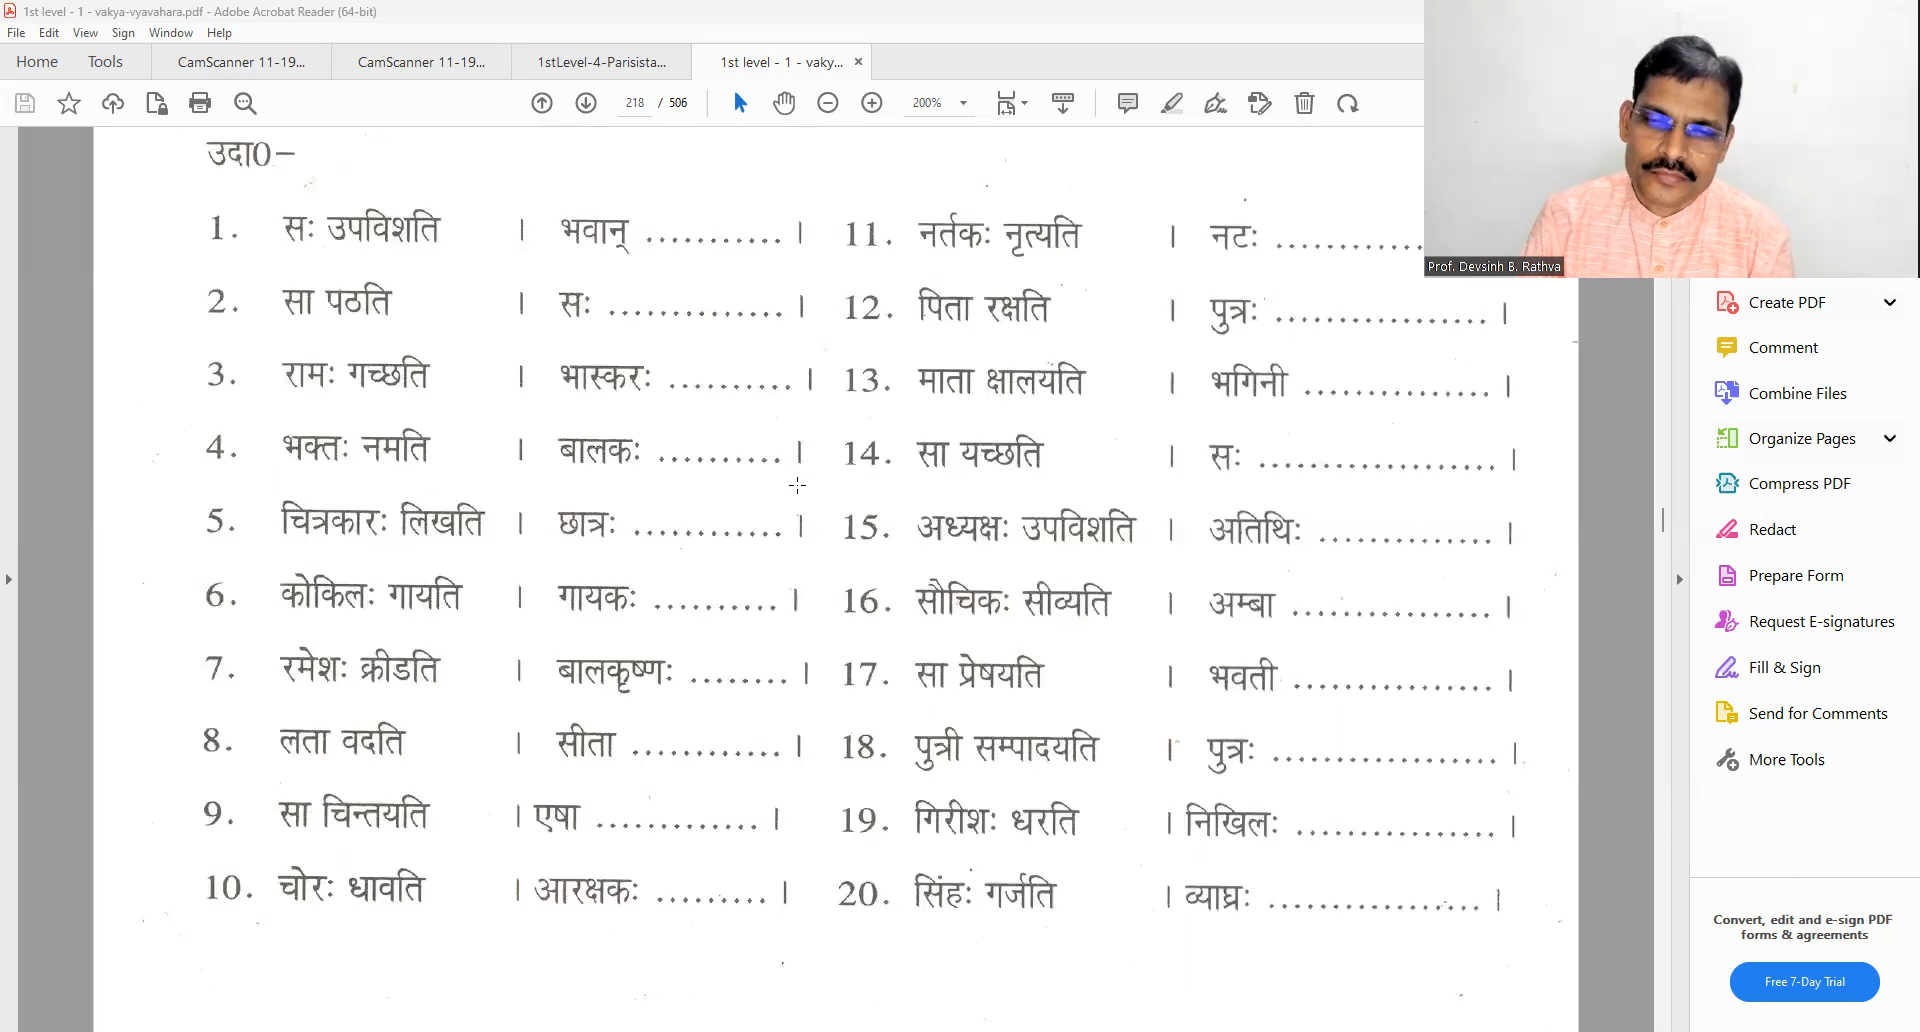 1st level - 1 - vakya-vyavahara.pdf - Adobe Acrobat Reader (64-bit)
File Edit View Sign Window Help
Home Tools CamScanner 11-19... CamScanner 11-19... 1stLevel-4-Parisista... 1st level - 1 - vaky... ×
218 / 506 200%
Prof. Devsinh B. Rathva
उदा0–
1. सः उपविशति । भवान् ............ ।
2. सा पठति । सः ............... ।
3. रामः गच्छति । भास्करः .......... ।
4. भक्तः नमति । बालकः .......... ।
5. चित्रकारः लिखति । छात्रः ............ ।
6. कोकिलः गायति । गायकः .......... ।
7. रमेशः क्रीडति । बालकृष्णः ........ ।
8. लता वदति । सीता ............ ।
9. सा चिन्तयति । एषा ............. ।
10. चोरः धावति । आरक्षकः ......... ।
11. नर्तकः नृत्यति । नटः ............
12. पिता रक्षति । पुत्रः .................. ।
13. माता क्षालयति । भगिनी ............... ।
14. सा यच्छति । सः .................... ।
15. अध्यक्षः उपविशति । अतिथिः .............. ।
16. सौचिकः सीव्यति । अम्बा ................ ।
17. सा प्रेषयति । भवती ................ ।
18. पुत्री सम्पादयति । पुत्रः .................. ।
19. गिरीशः धरति । निखिलः ................ ।
20. सिंहः गर्जति । व्याघ्रः ................. ।
Create PDF
Comment
Combine Files
Organize Pages
Compress PDF
Redact
Prepare Form
Request E-signatures
Fill & Sign
Send for Comments
More Tools
Convert, edit and e-sign PDF
forms & agreements
Free 7-Day Trial